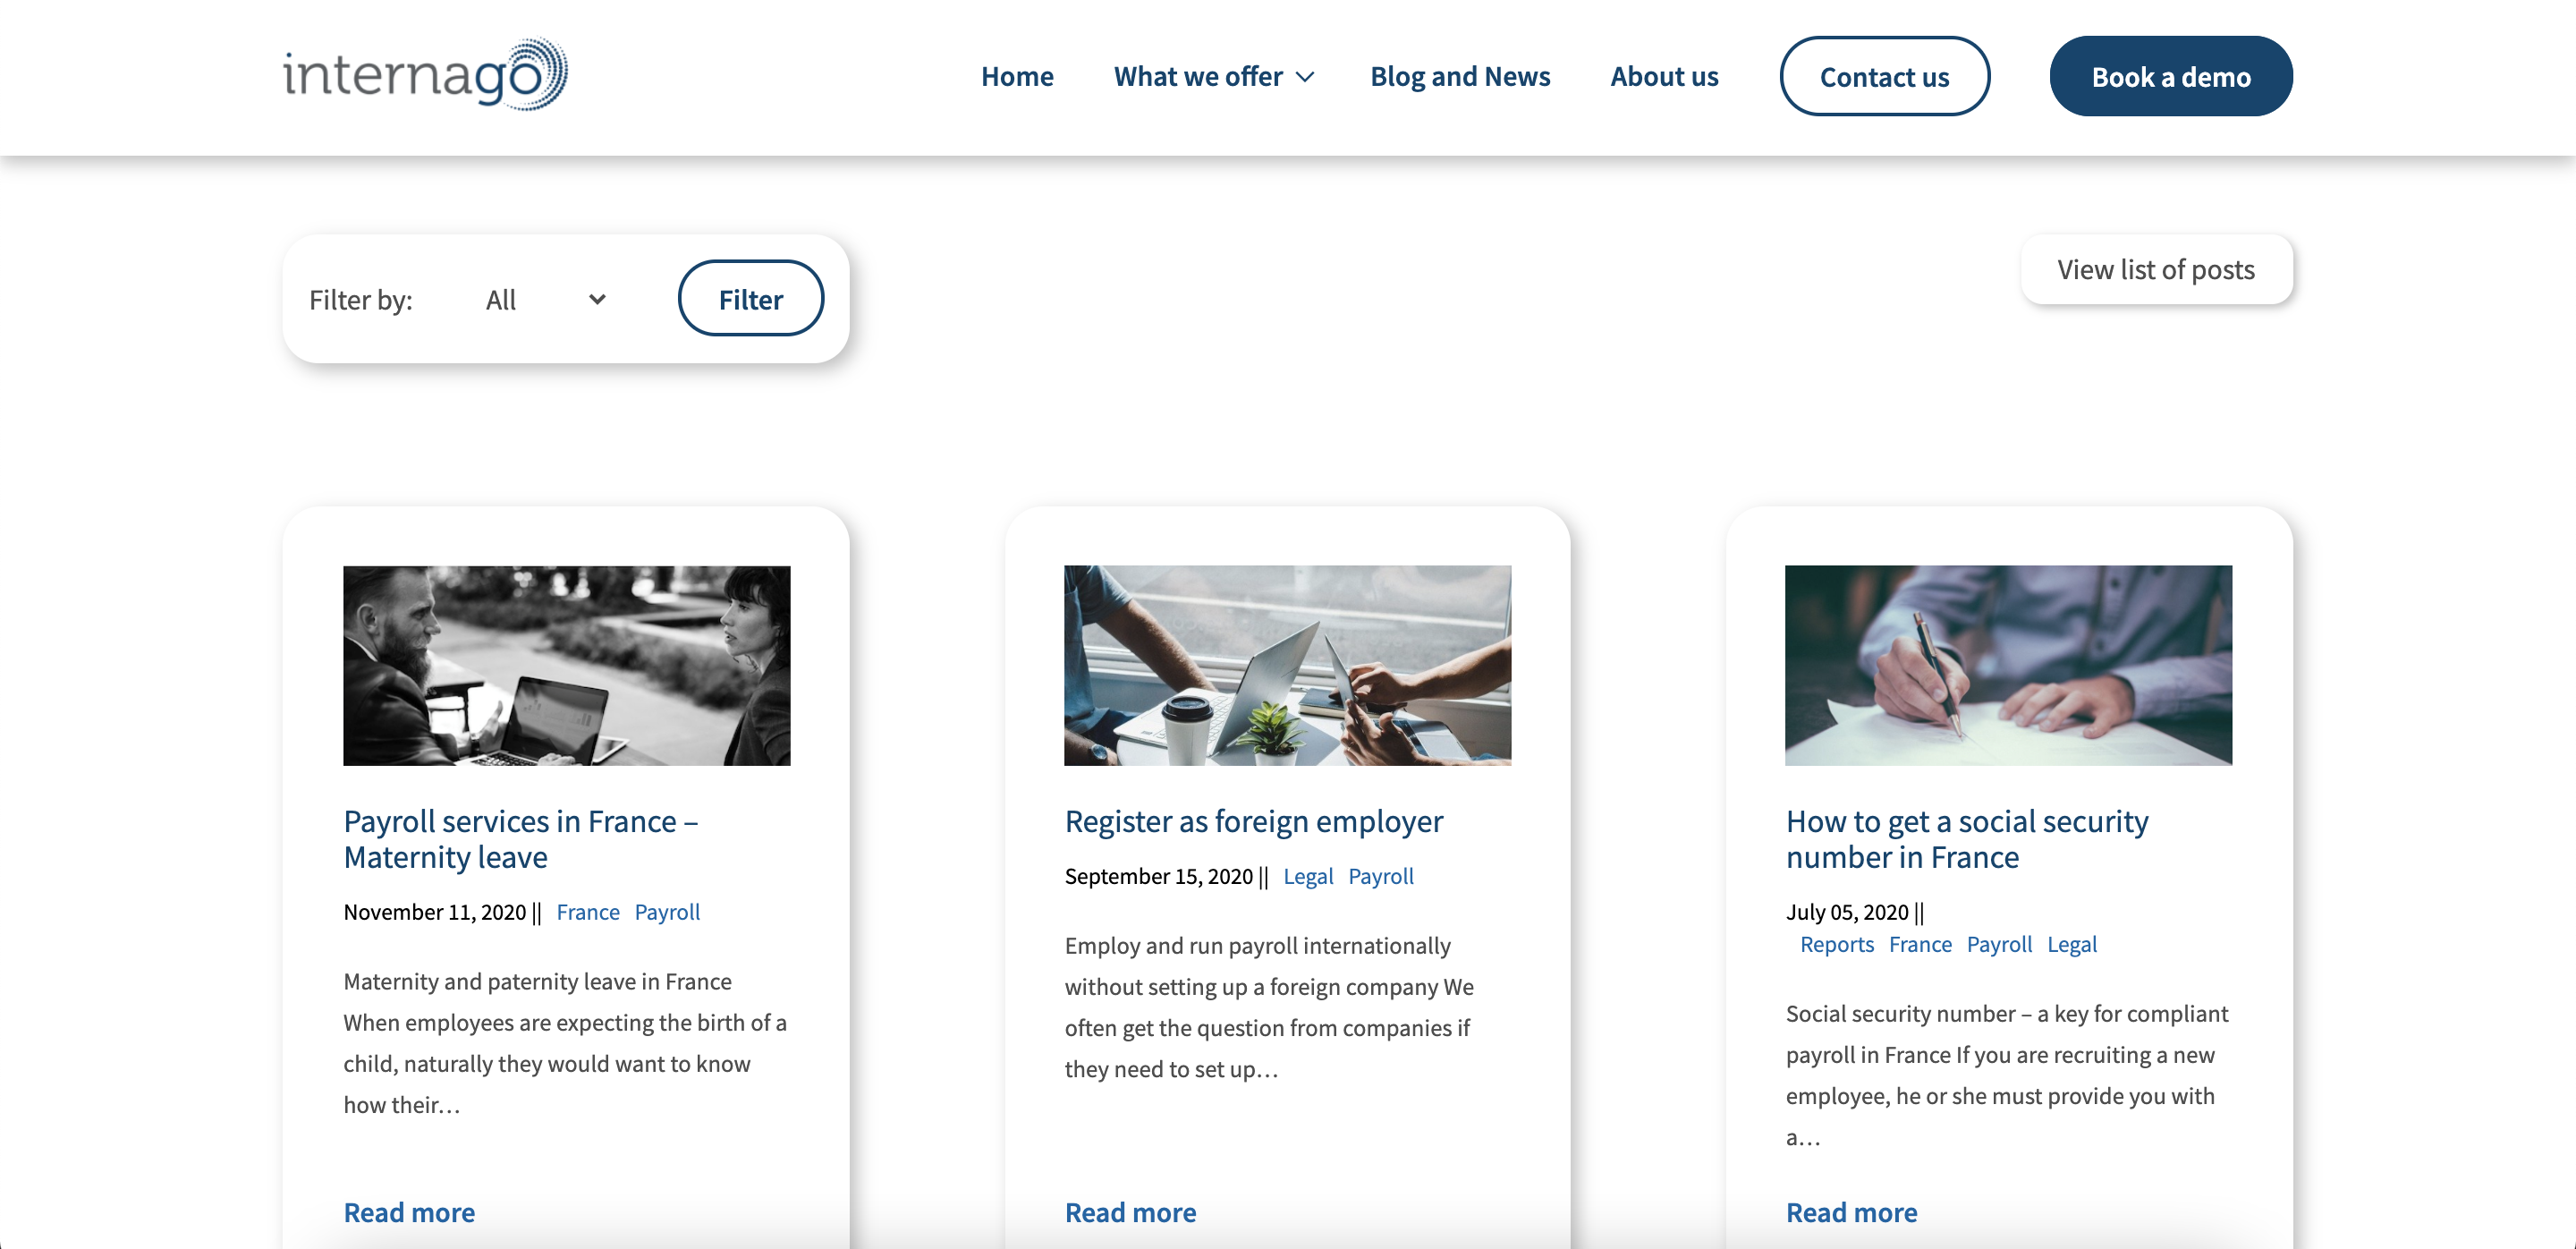 internago
Home What we offer Blog and News About us Contact us Book a demo
Filter by: All Filter
View list of posts
Payroll services in France –
Maternity leave
November 11, 2020 || France Payroll
Maternity and paternity leave in France
When employees are expecting the birth of a
child, naturally they would want to know
how their…
Read more
Register as foreign employer
September 15, 2020 || Legal Payroll
Employ and run payroll internationally
without setting up a foreign company We
often get the question from companies if
they need to set up…
Read more
How to get a social security
number in France
July 05, 2020 ||
Reports France Payroll Legal
Social security number – a key for compliant
payroll in France If you are recruiting a new
employee, he or she must provide you with
a…
Read more